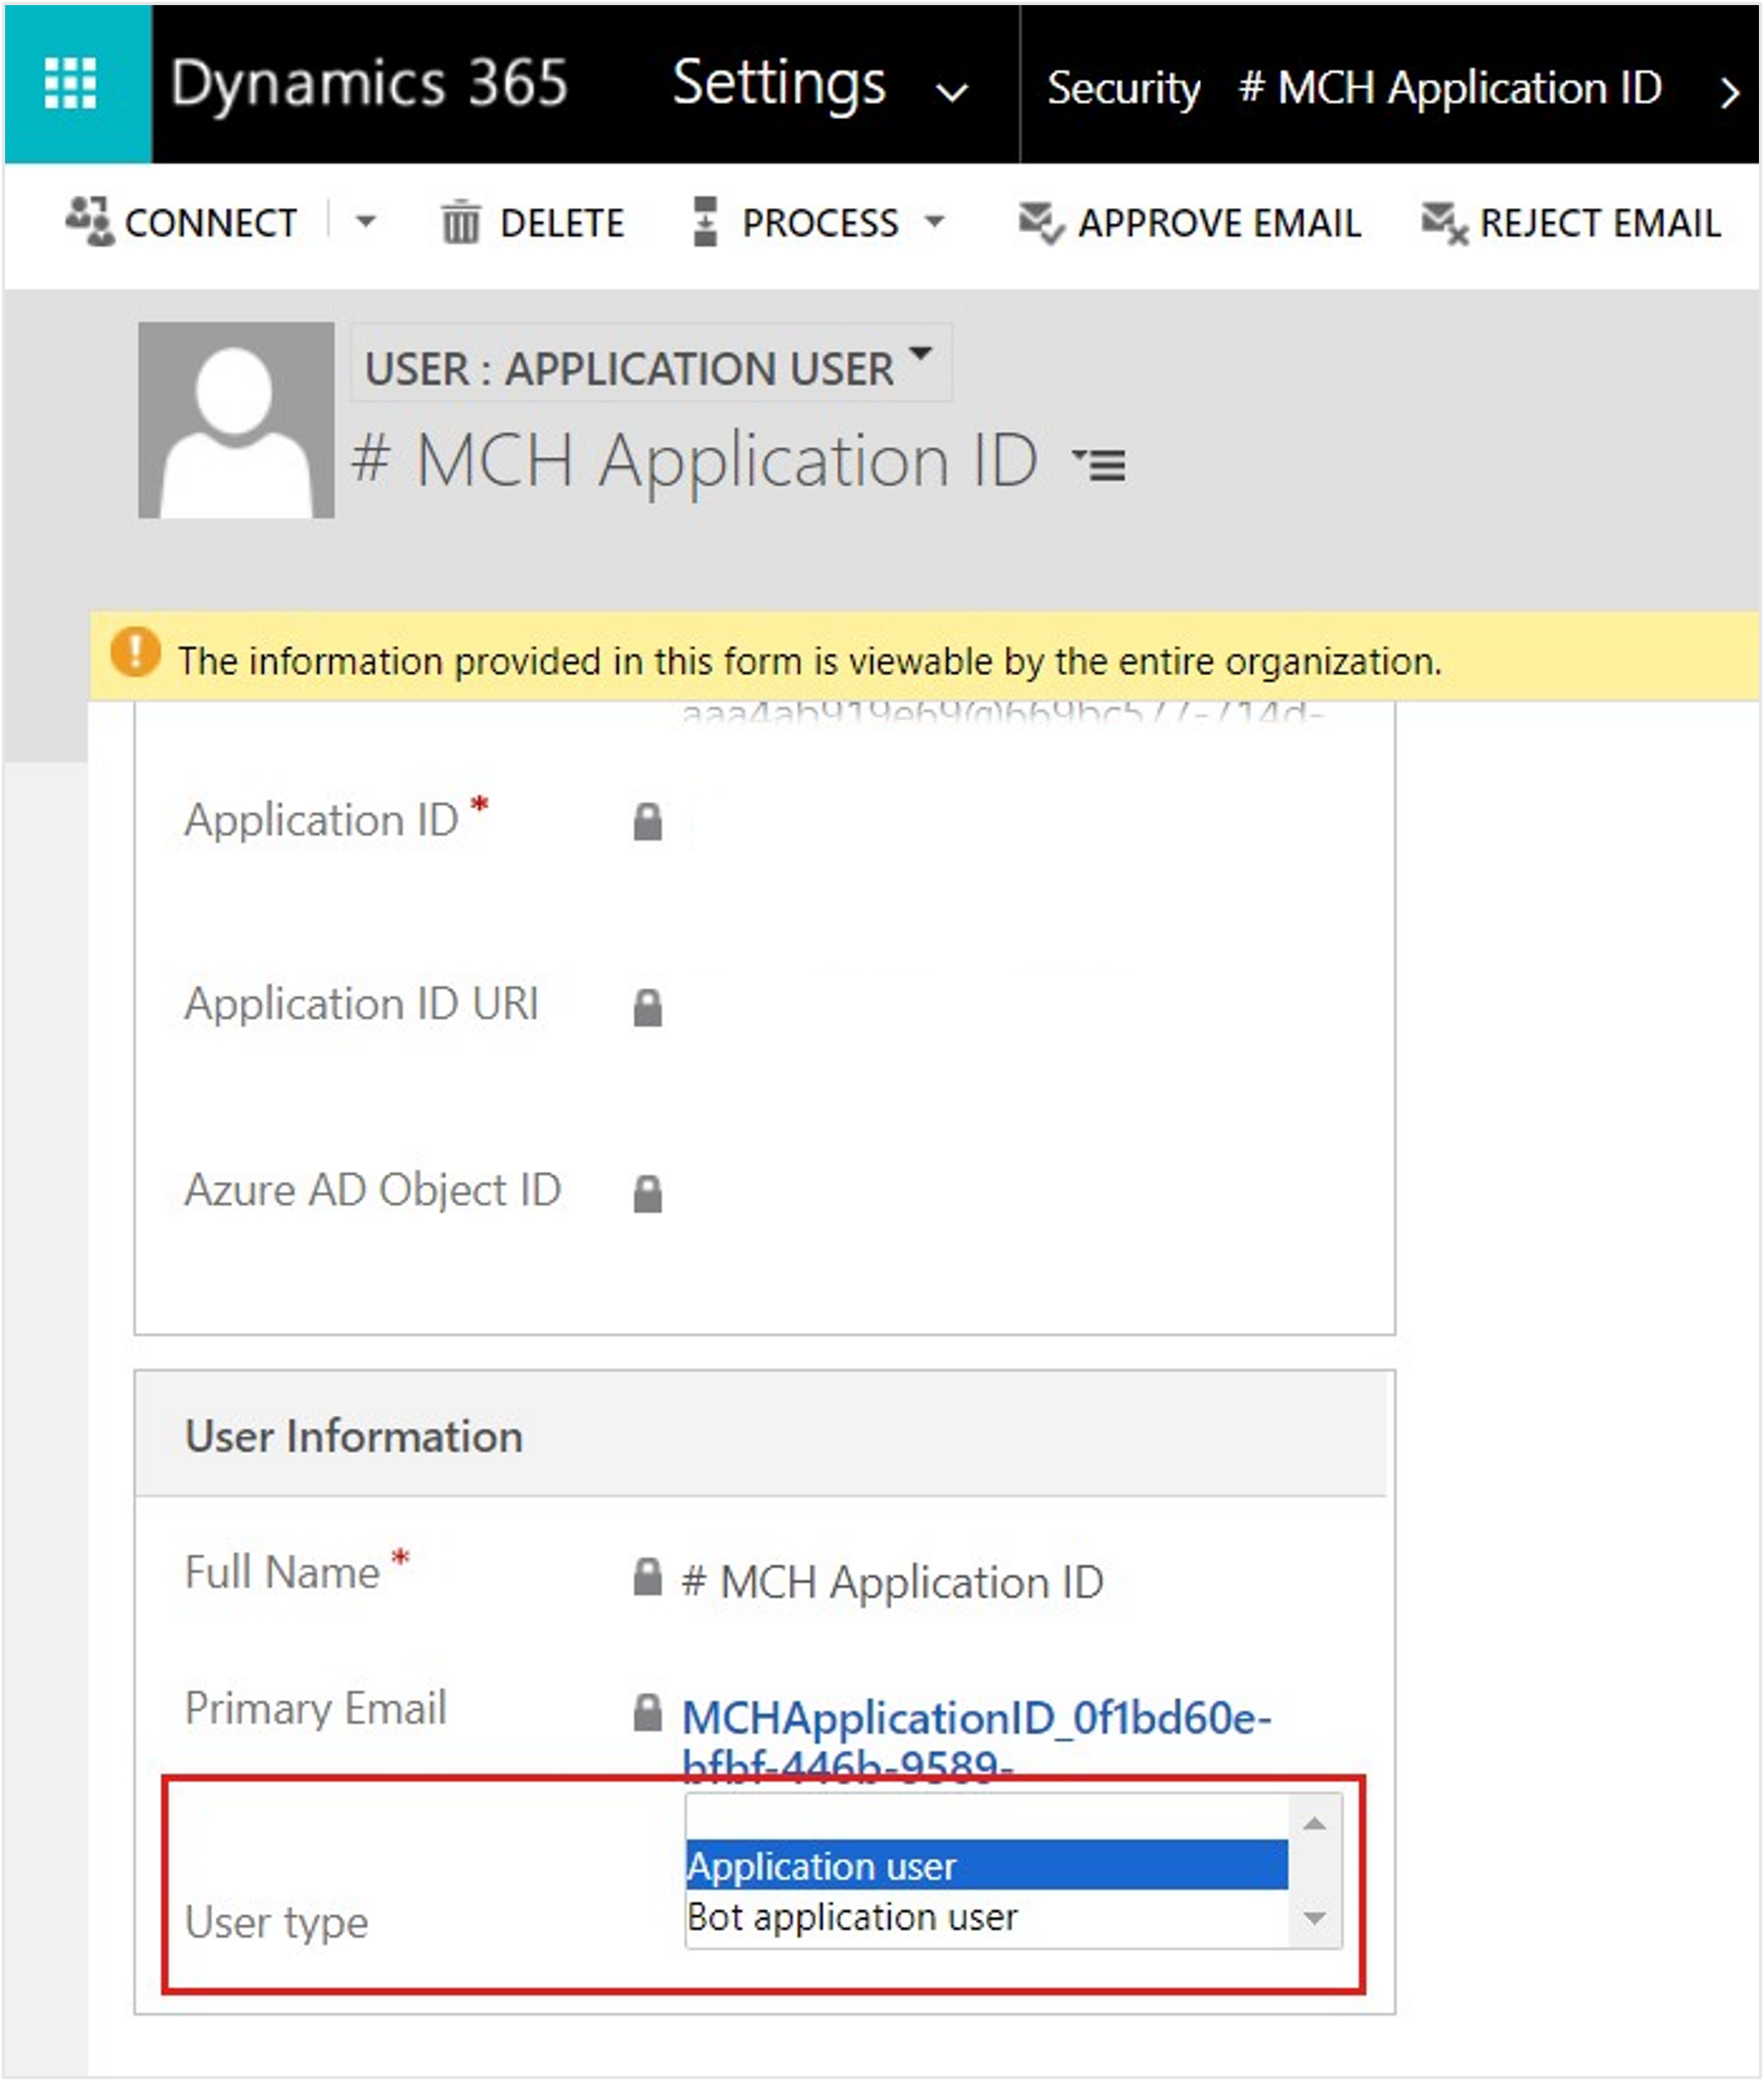 Dynamics 365 Settings Security # MCH Application ID
CONNECT DELETE PROCESS APPROVE EMAIL REJECT EMAIL
USER : APPLICATION USER
# MCH Application ID
The information provided in this form is viewable by the entire organization.
Application ID *
Application ID URI
Azure AD Object ID
User Information
Full Name * # MCH Application ID
Primary Email MCHApplicationID_0f1bd60e-
bfbf-446b-9589-
Application user
Bot application user
User type